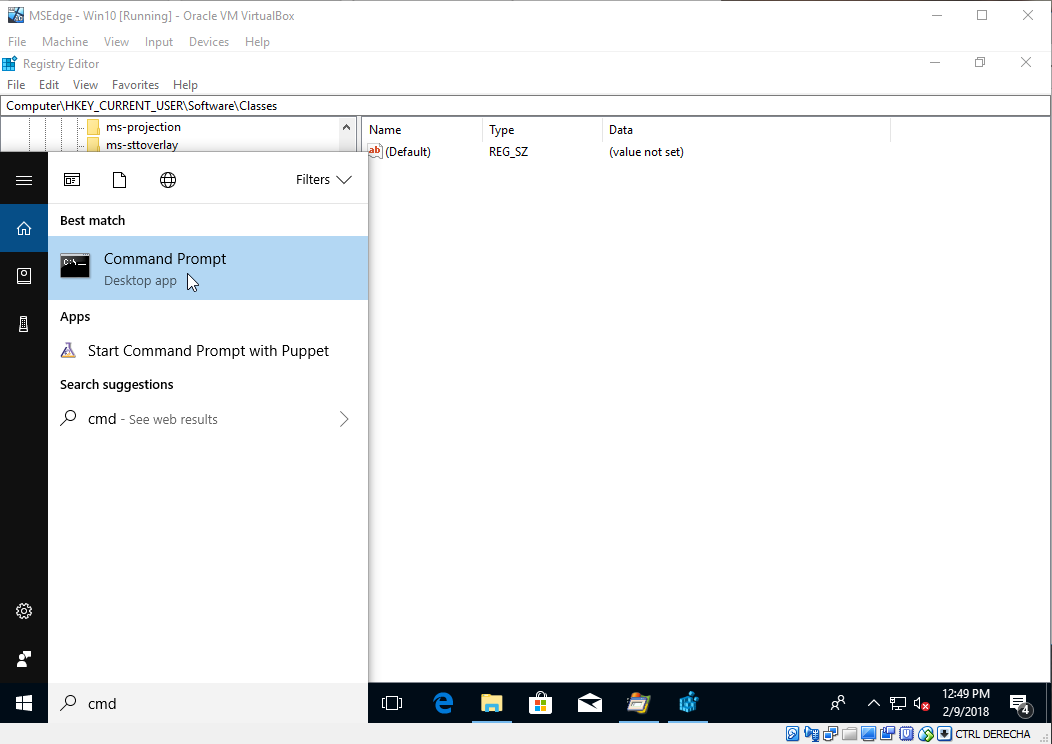 MSEdge - Win10 [Running] - Oracle VM VirtualBox
File Machine View Input Devices Help
Registry Editor
File Edit View Favorites Help
Computer\HKEY_CURRENT_USER\Software\Classes
ms-projection
ms-sttoverlay
Name Type Data
ab (Default) REG_SZ (value not set)
Filters
Best match
C:\._
Command Prompt
Desktop app
Apps
Start Command Prompt with Puppet
Search suggestions
cmd - See web results
cmd
12:49 PM
2/9/2018
4
CTRL DERECHA